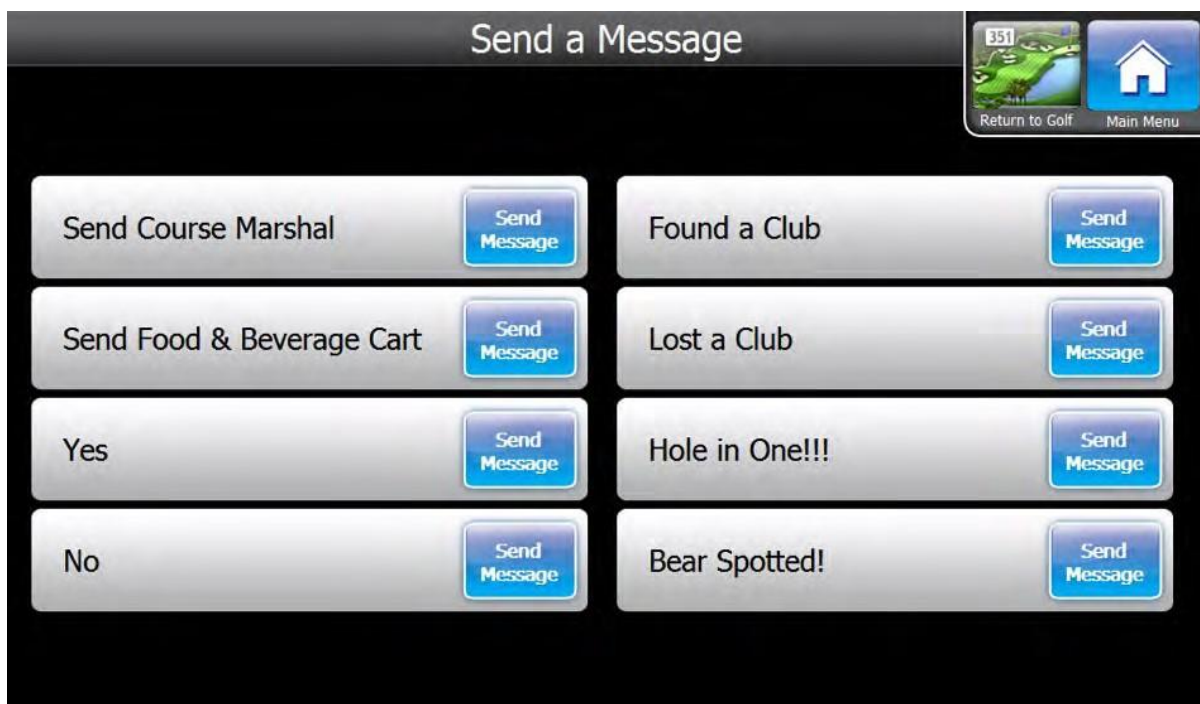 Send a Message
351
Return to Golf
Main Menu
Send Course Marshal
Send
Message
Found a Club
Send
Message
Send Food & Beverage Cart
Send
Message
Lost a Club
Send
Message
Yes
Send
Message
Hole in One!!!
Send
Message
No
Send
Message
Bear Spotted!
Send
Message